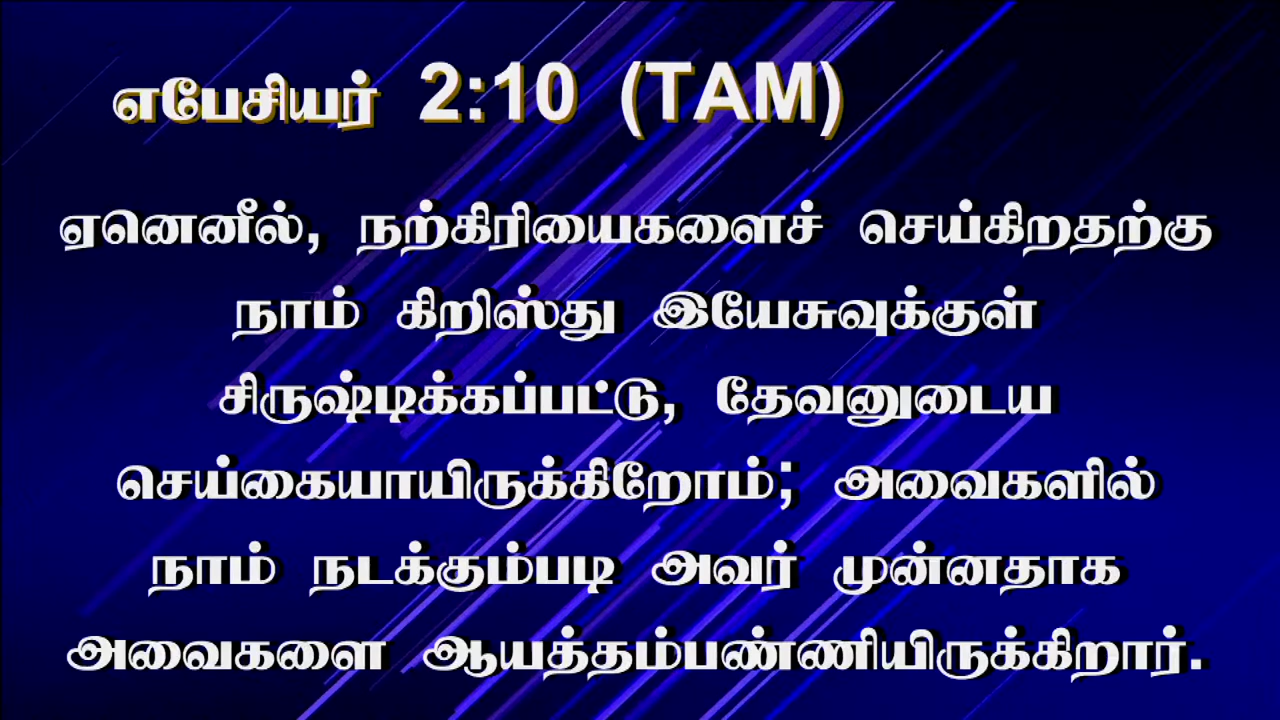 எபேசியர் 2:10 (TAM)
ஏனெனீல், நற்கிரியைகளைச் செய்கிறதற்கு
நாம் கிறிஸ்து இயேசுவுக்குள்
சிருஷ்டிக்கப்பட்டு, தேவனுடைய
செய்கையாயிருக்கிறோம்; அவைகளில்
நாம் நடக்கும்படி அவர் முன்னதாக
அவைகளை ஆயத்தம்பண்ணியிருக்கிறார்.